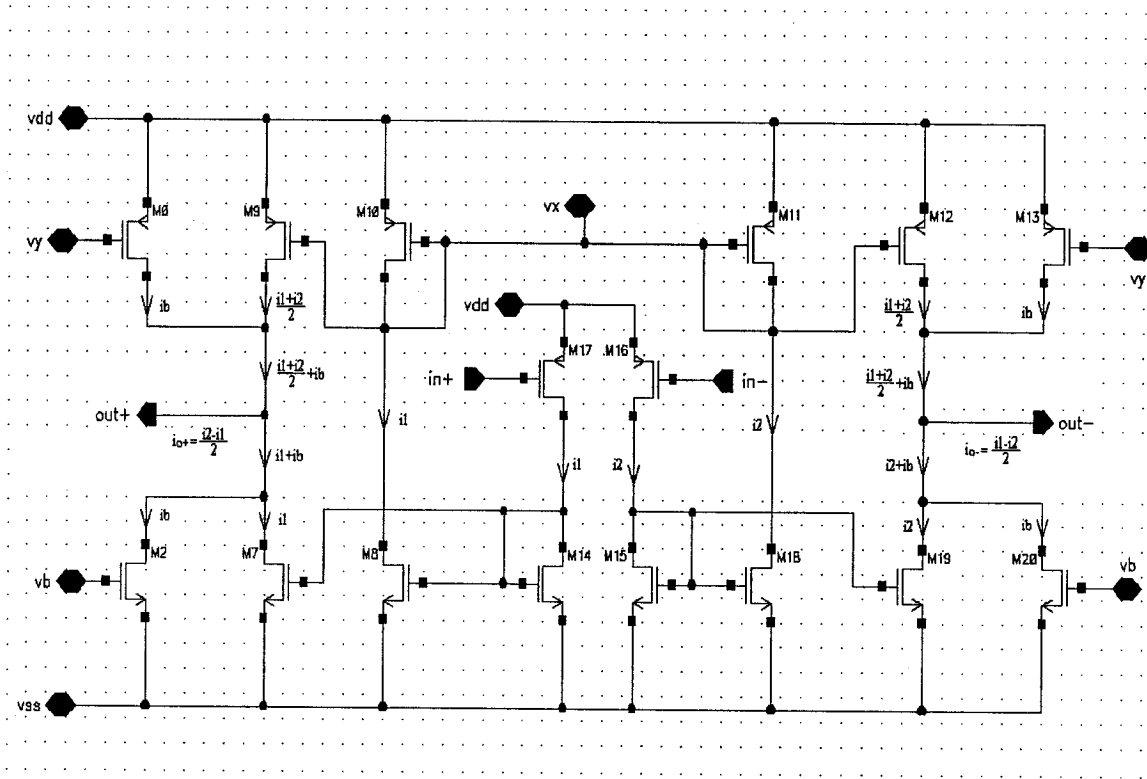 vdd
M0
M9
M10
vx
M11
M12
M13
vy
vy
ib
i1+i2
2
vdd
i1+i2
2
ib
M17
M16
i1+i2
2
+ib
in+
in-
i1+i2
2
+ib
out+
i1
i2
out-
io+=
i2-i1
2
i1+ib
i1
i2
i2+ib
io-=
i1-i2
2
ib
i1
i2
ib
M2
M7
M8
M14
M15
M18
M19
M20
vb
vb
vss